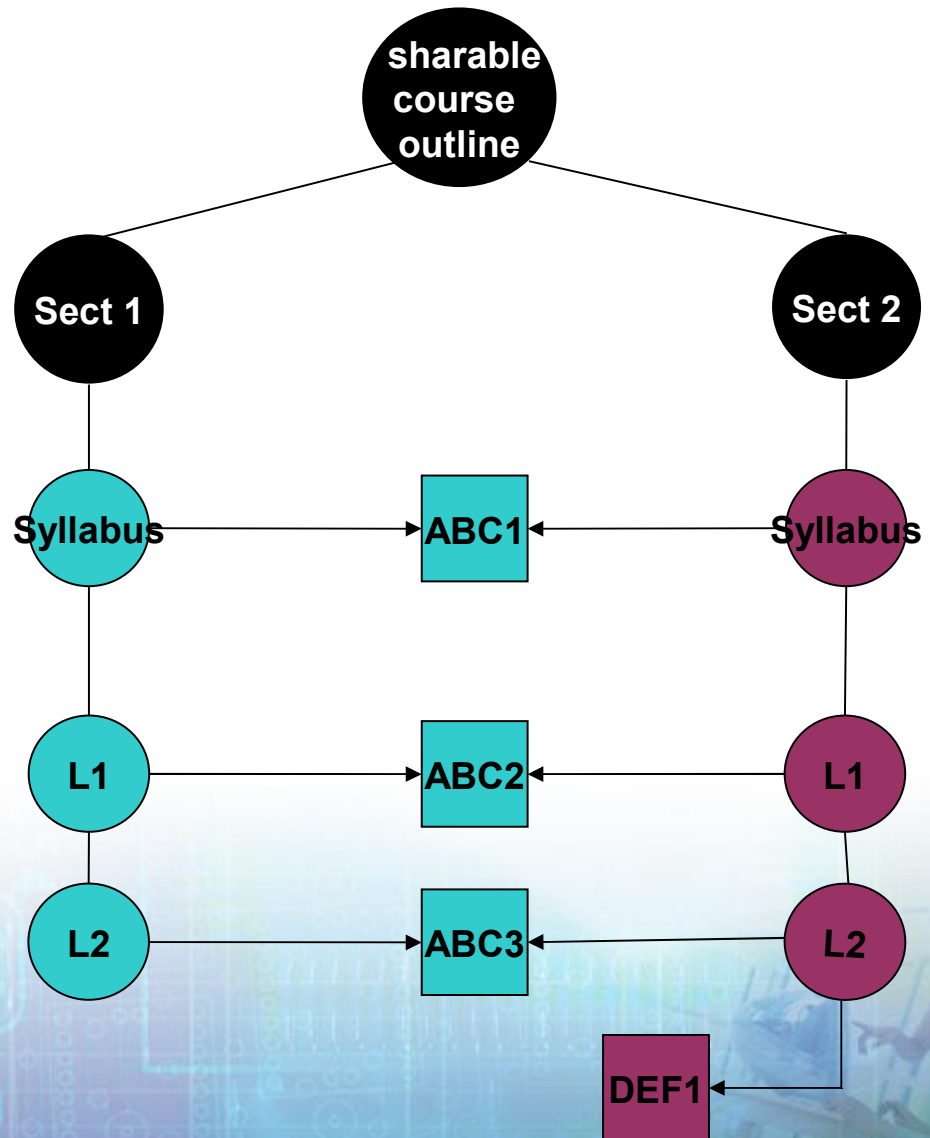 sharable
course
outline
Sect 1
Sect 2
Syllabus
ABC1
Syllabus
L1
ABC2
L1
L2
ABC3
L2
DEF1